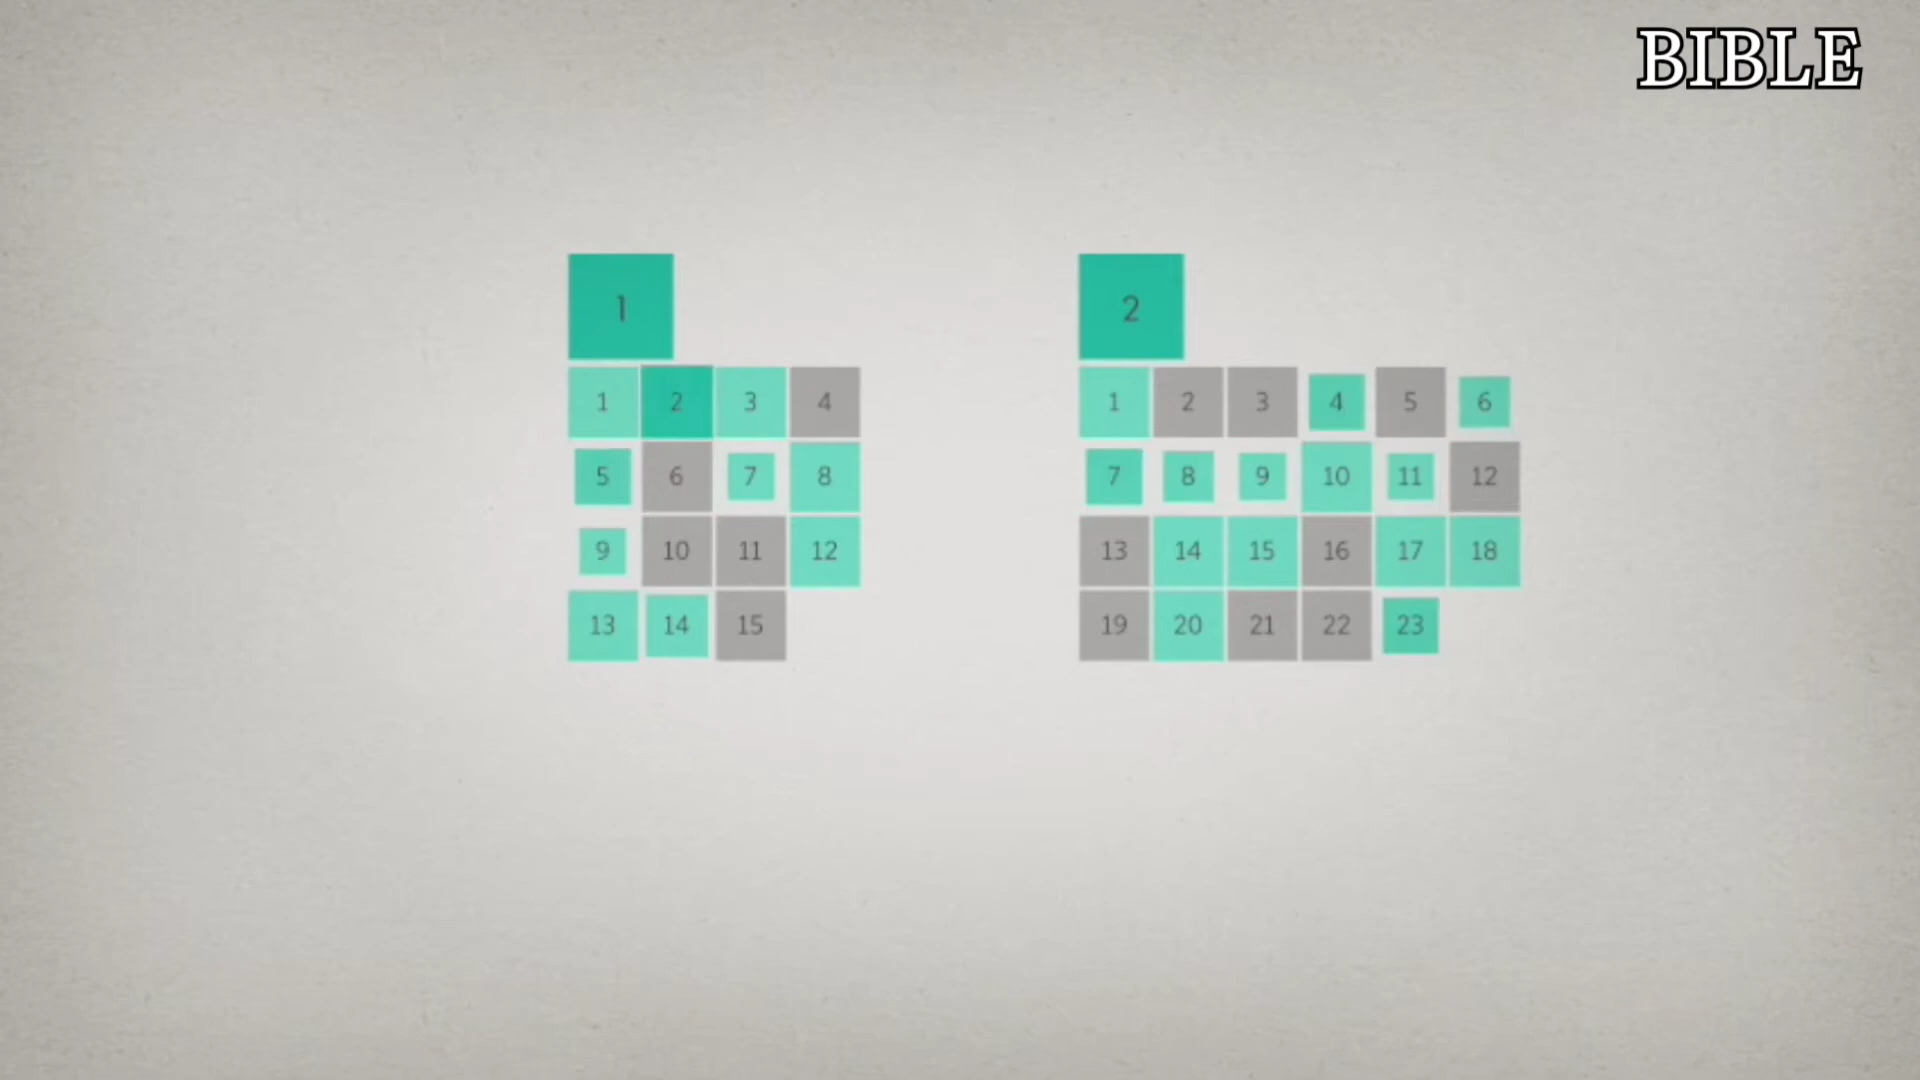 BIBLE
1
1 2 3 4
5 6 7 8
9 10 11 12
13 14 15
2
1 2 3 4 5 6
7 8 9 10 11 12
13 14 15 16 17 18
19 20 21 22 23